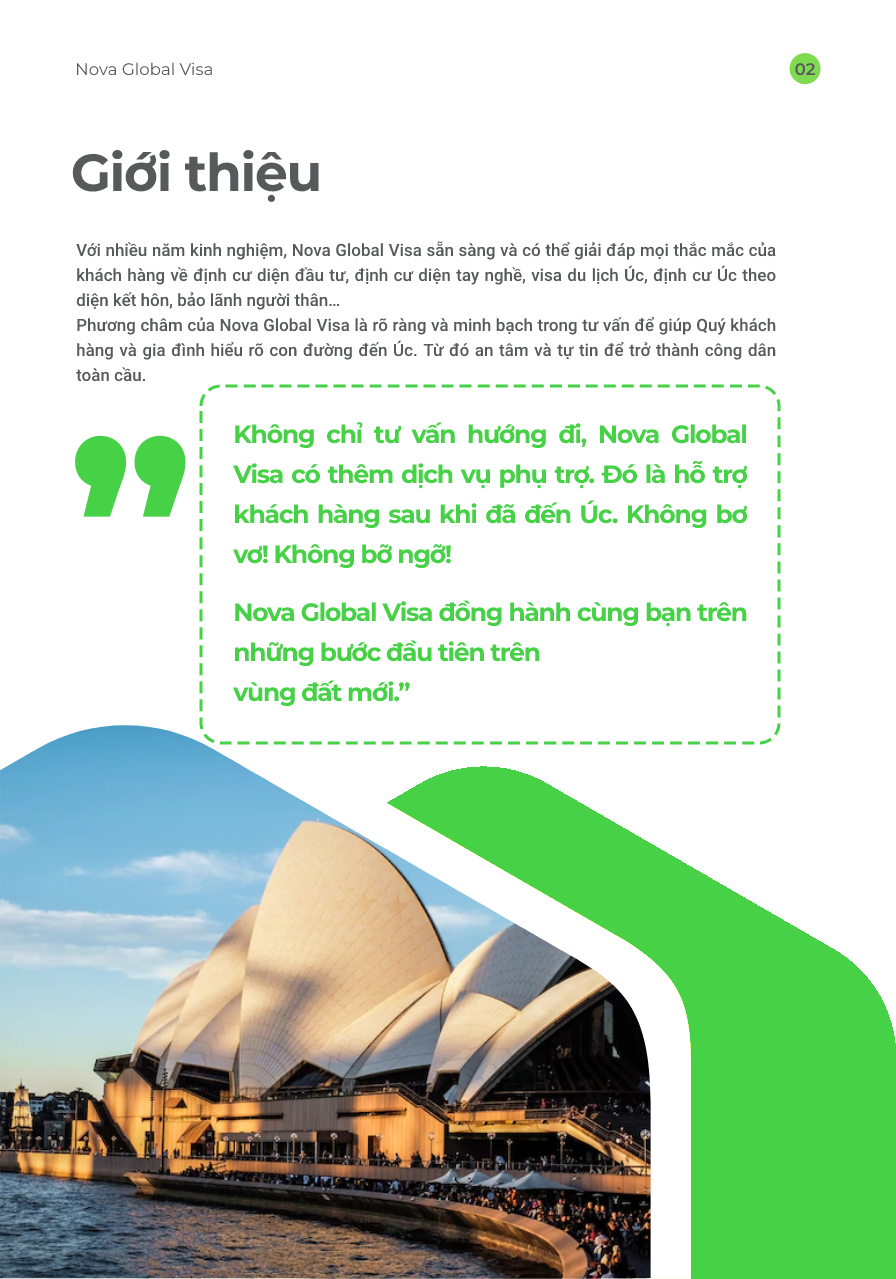 Nova Global Visa
02
Giới thiệu
Với nhiều năm kinh nghiệm, Nova Global Visa sẵn sàng và có thể giải đáp mọi thắc mắc của
khách hàng về định cư diện đầu tư, định cư diện tay nghề, visa du lịch Úc, định cư Úc theo
diện kết hôn, bảo lãnh người thân...
Phương châm của Nova Global Visa là rõ ràng và minh bạch trong tư vấn để giúp Quý khách
hàng và gia đình hiểu rõ con đường đến Úc. Từ đó an tâm và tự tin để trở thành công dân
toàn cầu.
”
Không chỉ tư vấn hướng đi, Nova Global
Visa có thêm dịch vụ phụ trợ. Đó là hỗ trợ
khách hàng sau khi đã đến Úc. Không bơ
vơ! Không bỡ ngỡ!
Nova Global Visa đồng hành cùng bạn trên
những bước đầu tiên trên
vùng đất mới.”